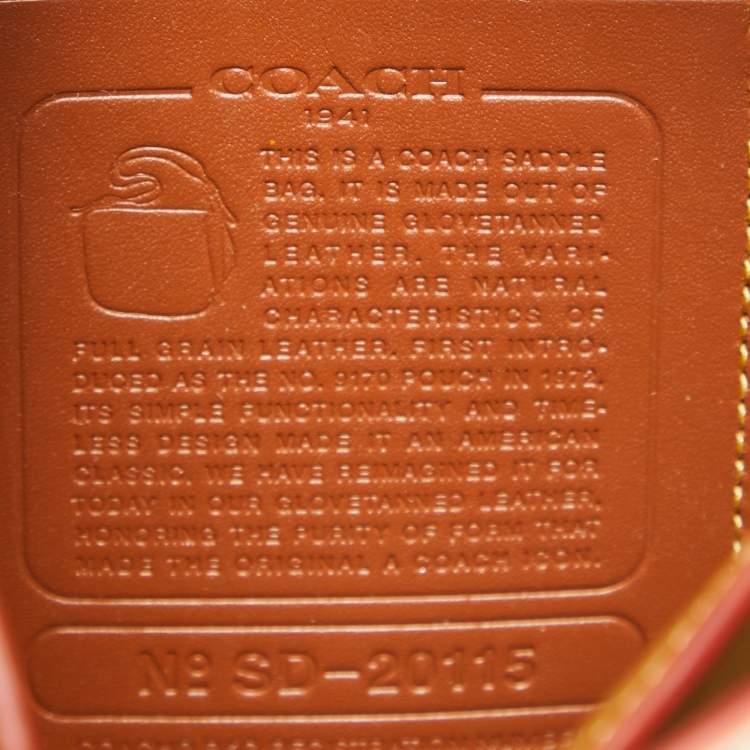 COACH
1941
THIS IS A COACH SADDLE
BAG. IT IS MADE OUT OF
GENUINE GLOVETANNED
LEATHER. THE VARI-
ATIONS ARE NATURAL
CHARACTERISTICS OF
FULL GRAIN LEATHER. FIRST INTRO-
DUCED AS THE NO. 9170 POUCH IN 1972,
ITS SIMPLE FUNCTIONALITY AND TIME-
LESS DESIGN MADE IT AN AMERICAN
CLASSIC. WE HAVE REIMAGINED IT FOR
TODAY IN OUR GLOVETANNED LEATHER,
HONORING THE PURITY OF FORM THAT
MADE THE ORIGINAL A COACH ICON.
Nº SD-20115